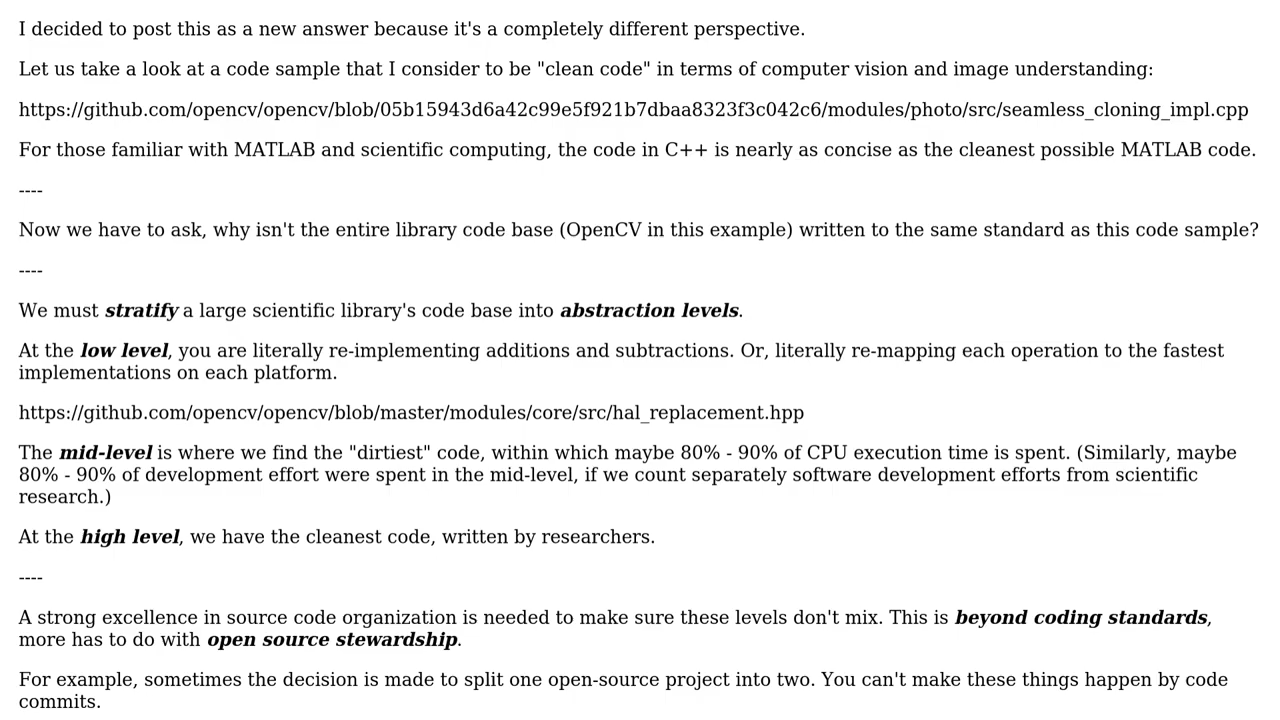 I decided to post this as a new answer because it's a completely different perspective.
Let us take a look at a code sample that I consider to be "clean code" in terms of computer vision and image understanding:
https://github.com/opencv/opencv/blob/05b15943d6a42c99e5f921b7dbaa8323f3c042c6/modules/photo/src/seamless_cloning_impl.cpp
For those familiar with MATLAB and scientific computing, the code in C++ is nearly as concise as the cleanest possible MATLAB code.
----
Now we have to ask, why isn't the entire library code base (OpenCV in this example) written to the same standard as this code sample?
----
We must stratify a large scientific library's code base into abstraction levels.
At the low level, you are literally re-implementing additions and subtractions. Or, literally re-mapping each operation to the fastest
implementations on each platform.
https://github.com/opencv/opencv/blob/master/modules/core/src/hal_replacement.hpp
The mid-level is where we find the "dirtiest" code, within which maybe 80% - 90% of CPU execution time is spent. (Similarly, maybe
80% - 90% of development effort were spent in the mid-level, if we count separately software development efforts from scientific
research.)
At the high level, we have the cleanest code, written by researchers.
----
A strong excellence in source code organization is needed to make sure these levels don't mix. This is beyond coding standards,
more has to do with open source stewardship.
For example, sometimes the decision is made to split one open-source project into two. You can't make these things happen by code
commits.